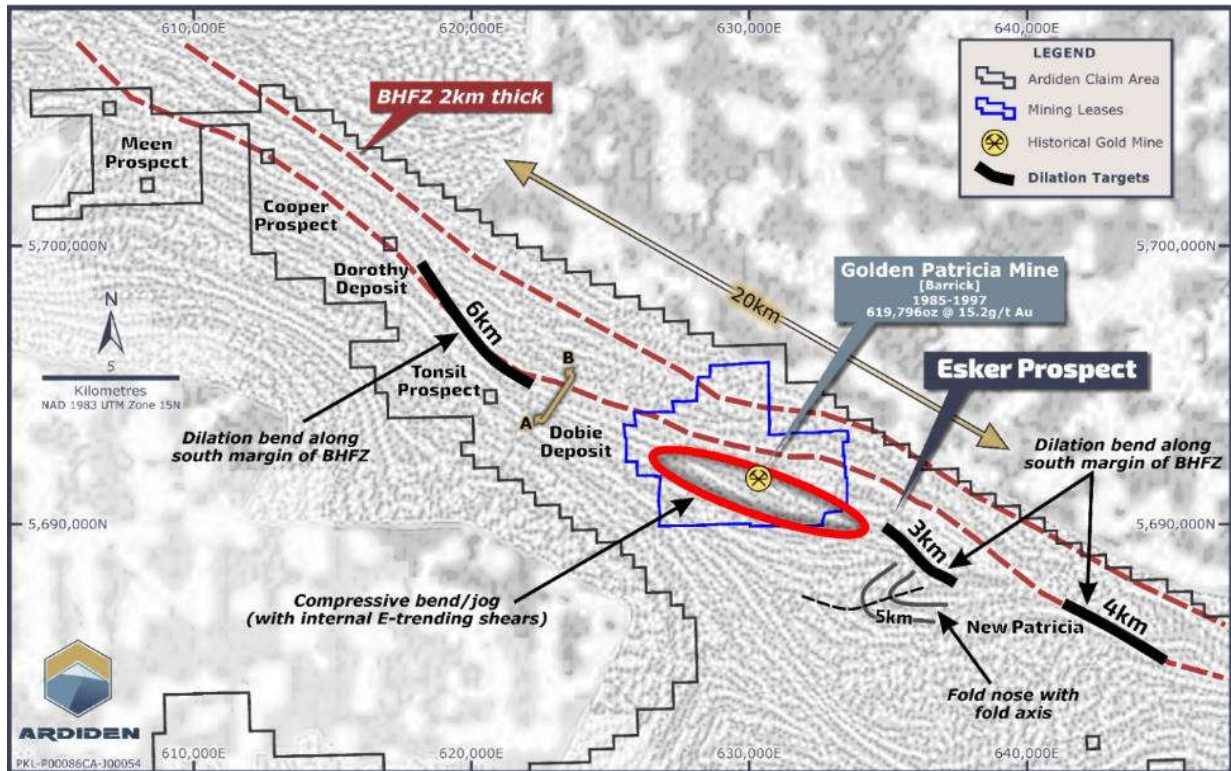 610,000E
620,000E
630,000E
640,000E
LEGEND
Ardiden Claim Area
Mining Leases
Historical Gold Mine
Dilation Targets
BHFZ 2km thick
Meen
Prospect
Cooper
Prospect
5,700,000N
5,700,000N
Dorothy
Deposit
20km
Golden Patricia Mine
[Barrick]
1985-1997
619,796oz @ 15.2g/t Au
N
5
Kilometres
NAD 1983 UTM Zone 15N
6km
Tonsil
Prospect
B
A
Esker Prospect
Dilation bend along
south margin of BHFZ
Dobie
Deposit
Dilation bend along
south margin of BHFZ
5,690,000N
5,690,000N
3km
Compressive bend/jog
(with internal E-trending shears)
5km
New Patricia
4km
Fold nose with
fold axis
ARDIDEN
PKL-P00086CA-J00054
610,000E
620,000E
630,000E
640,000E